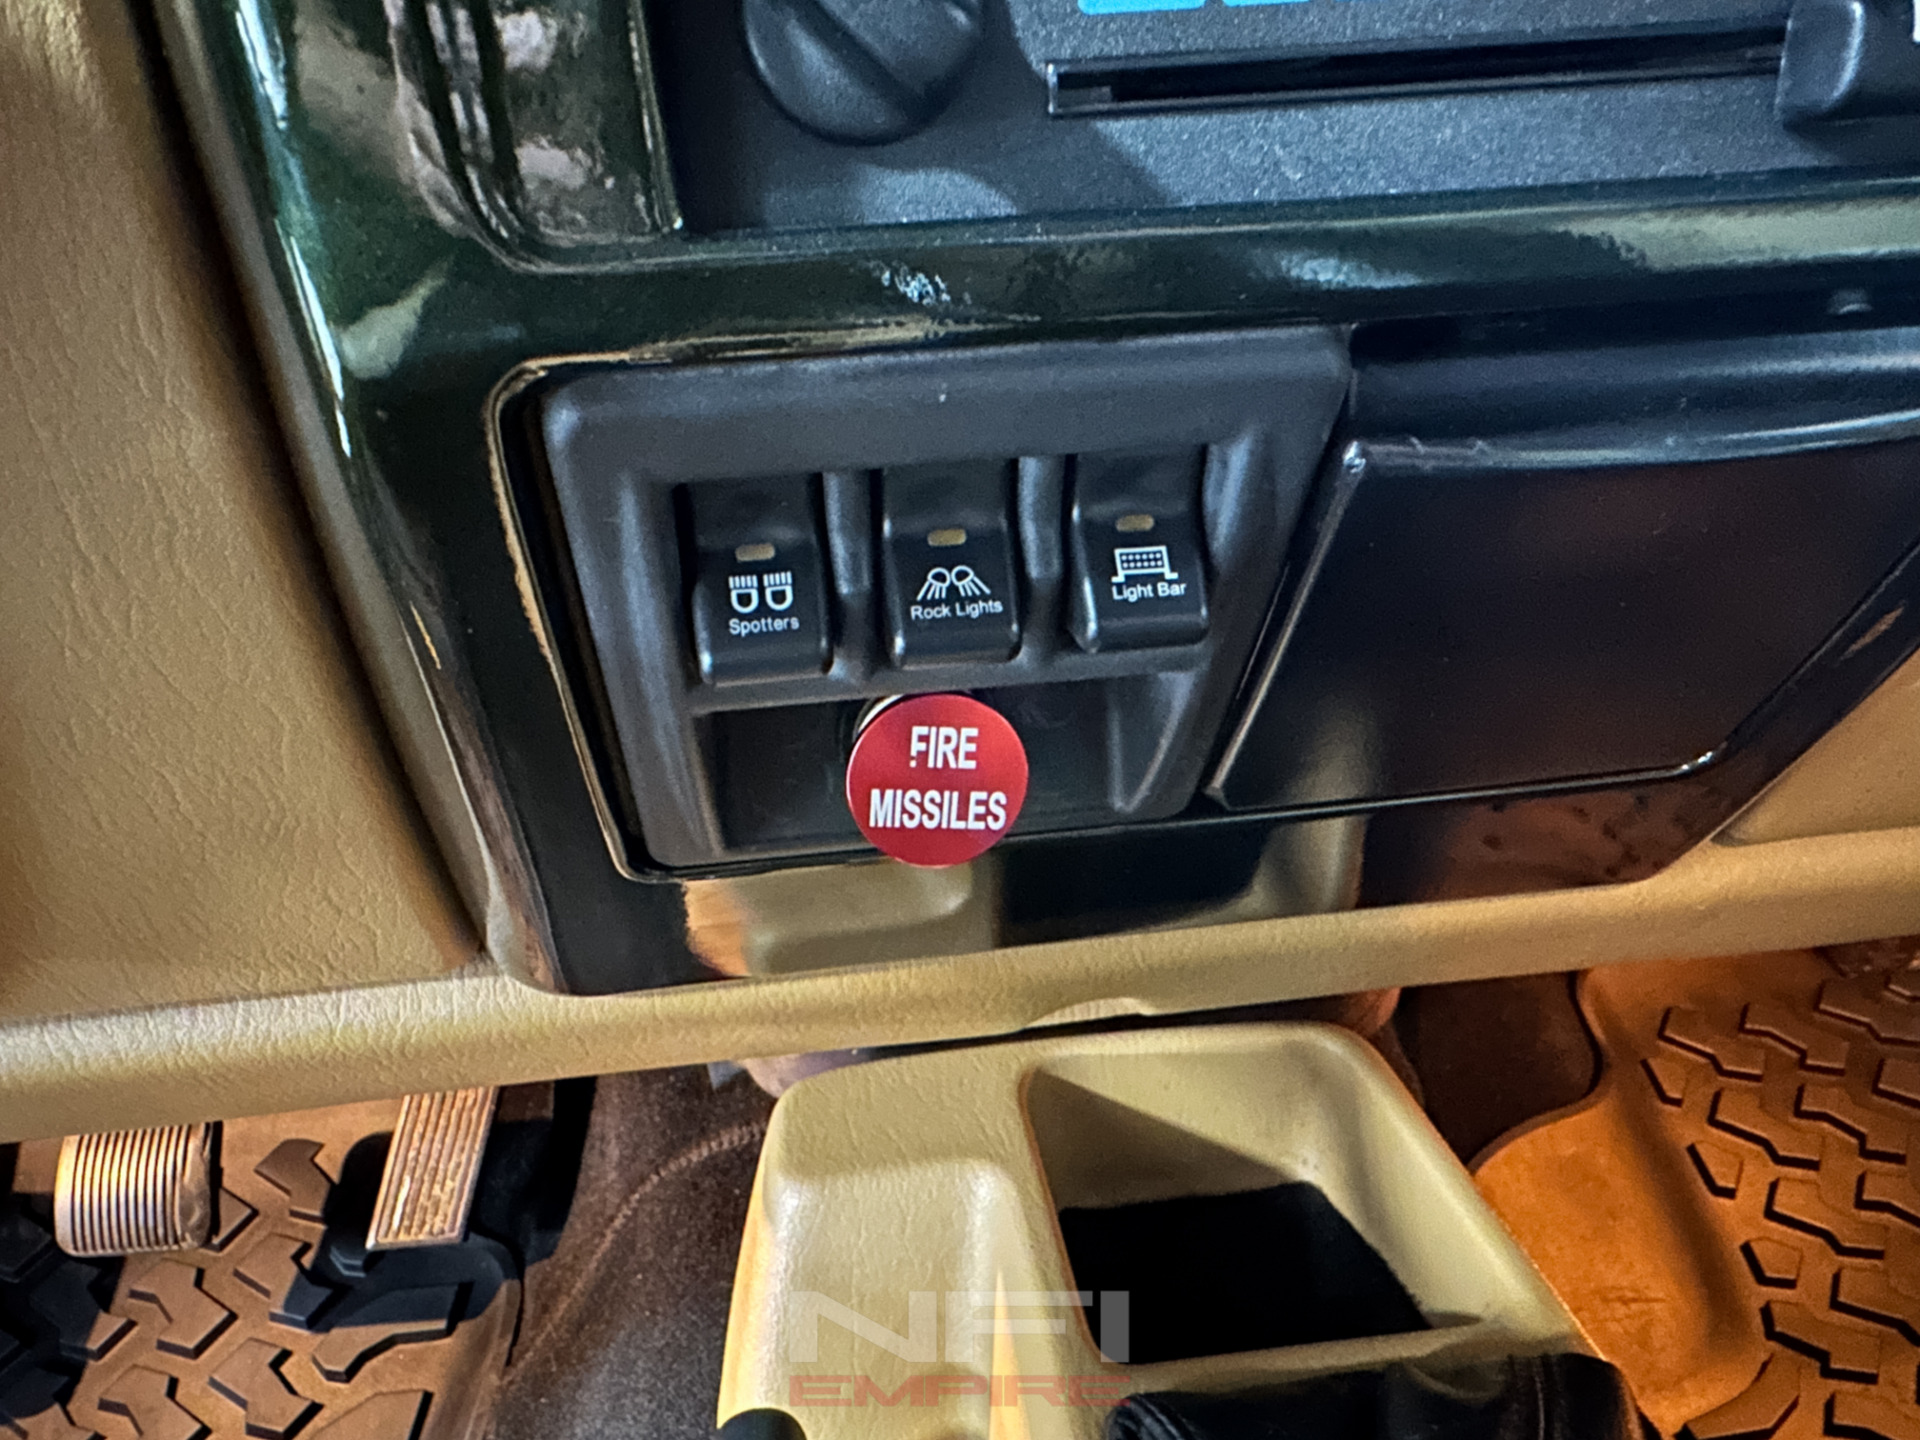 Spotters
Rock Lights
Light Bar
FIRE
MISSILES
NFI
EMPIRE